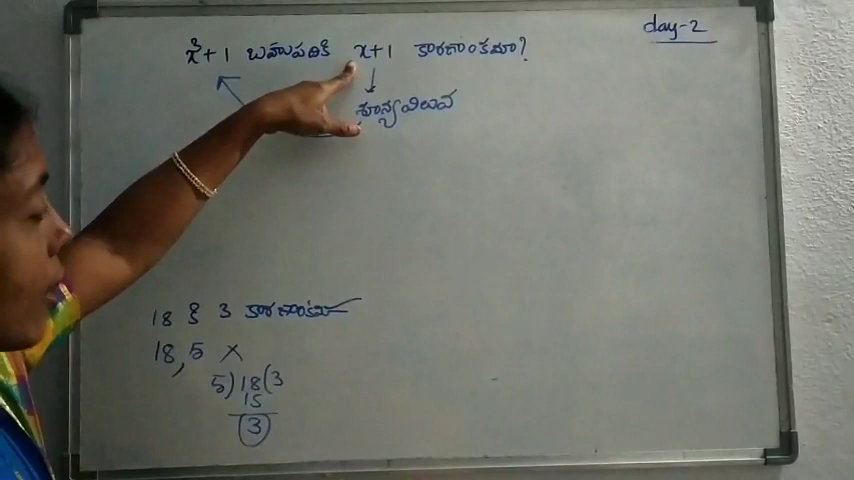 day-2
x³+1 బహుపదికి x+1 కారణాంకమా?
శూన్యవిలువ
18 కి 3 కారణాంకమా
18, 5 ×
5) 18 (3
15
3